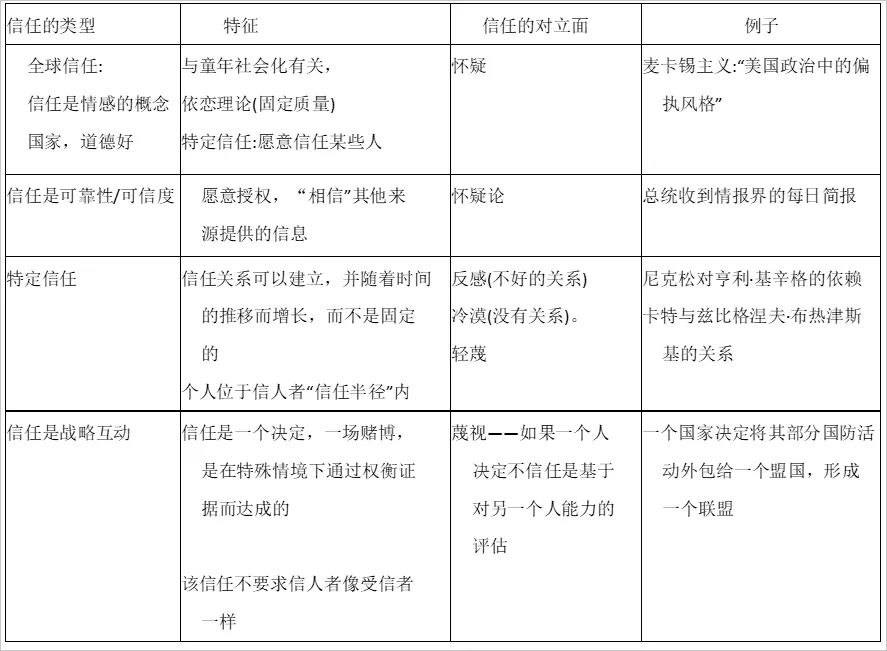 信任的类型
特征
信任的对立面
例子
全球信任:
信任是情感的概念
国家，道德好
与童年社会化有关，
依恋理论(固定质量)
特定信任:愿意信任某些人
怀疑
麦卡锡主义:“美国政治中的偏
执风格”
信任是可靠性/可信度
愿意授权，“相信”其他来
源提供的信息
怀疑论
总统收到情报界的每日简报
特定信任
信任关系可以建立，并随着时间
的推移而增长，而不是固定
的
个人位于信人者“信任半径”内
反感(不好的关系)
冷漠(没有关系)。
轻蔑
尼克松对亨利·基辛格的依赖
卡特与兹比格涅夫·布热津斯
基的关系
信任是战略互动
信任是一个决定，一场赌博，
是在特殊情境下通过权衡证
据而达成的
该信任不要求信人者像受信者
一样
蔑视——如果一个人
决定不信任是基于
对另一个人能力的
评估
一个国家决定将其部分国防活
动外包给一个盟国，形成
一个联盟